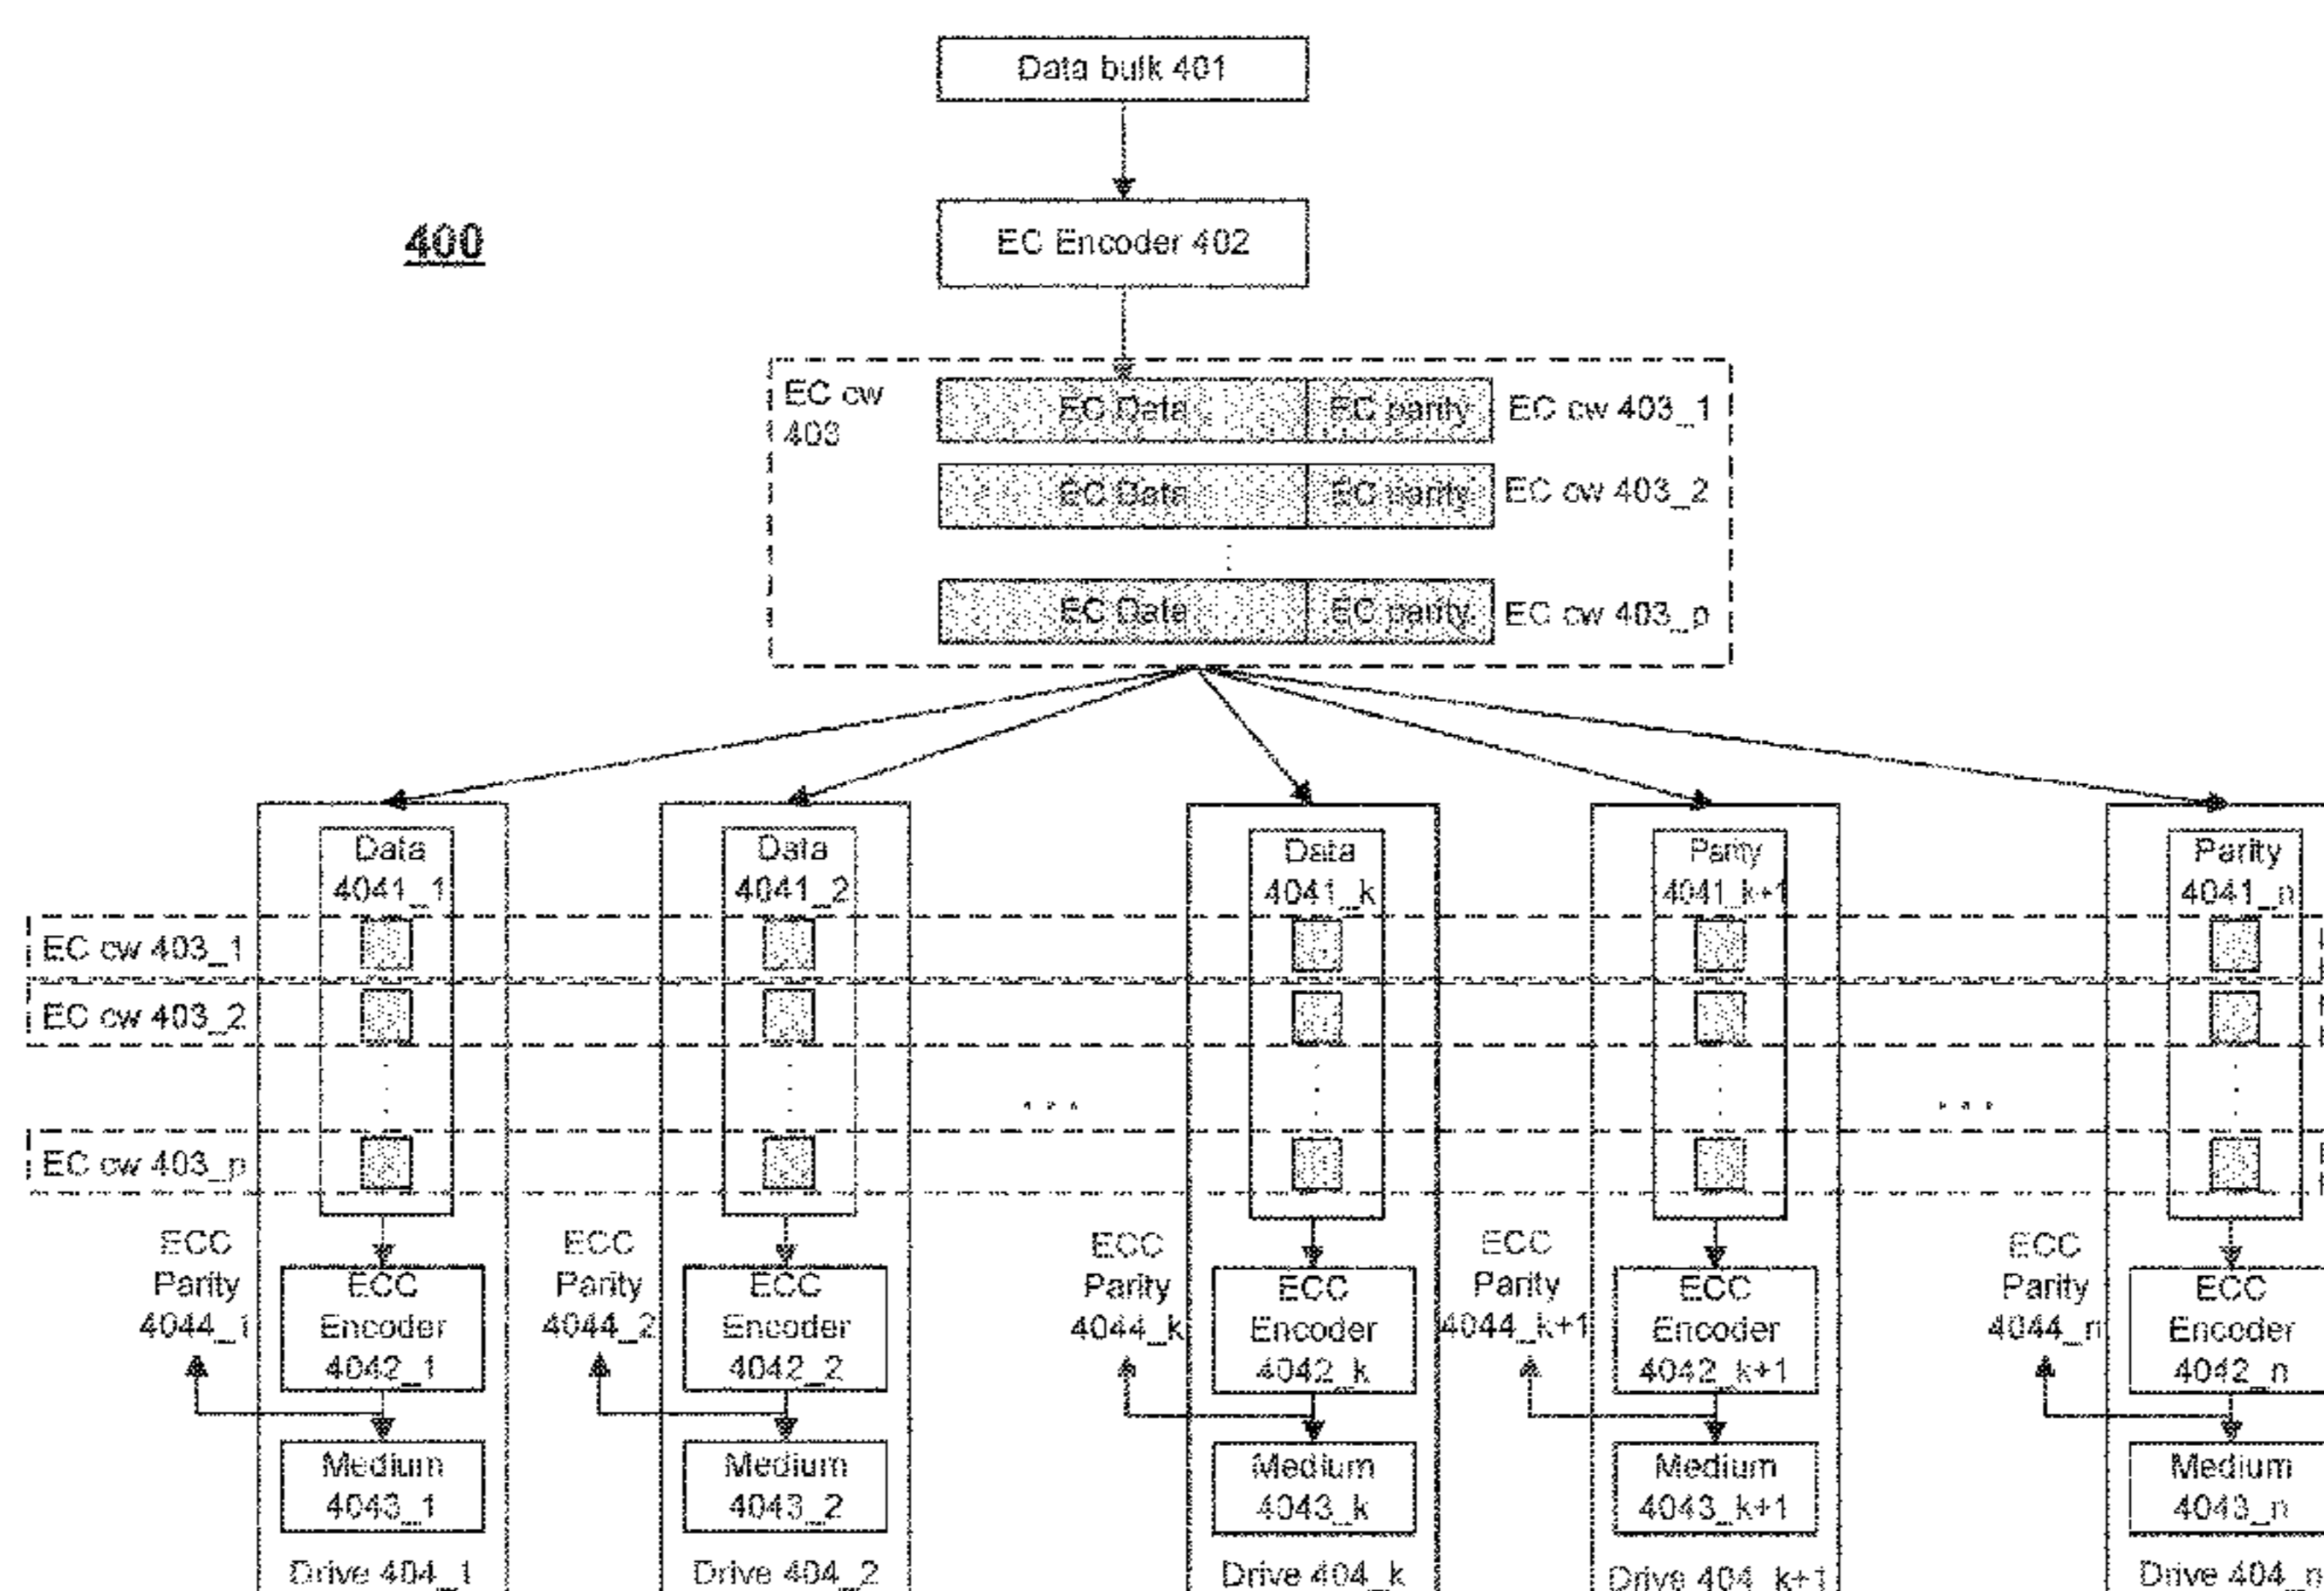 Data bulk 401
400
EC Encoder 402
EC cw
403
EC Data EC parity EC cw 403_1
EC Data EC parity EC cw 403_2
EC Data EC parity EC cw 403_p
Data
4041_1
Data
4041_2
Data
4041_k
Parity
4041_k+1
Parity
4041_n
EC cw 403_1
EC cw 403_2
EC cw 403_p
ECC
Parity
4044_1
ECC
Encoder
4042_1
ECC
Parity
4044_2
ECC
Encoder
4042_2
ECC
Parity
4044_k
ECC
Encoder
4042_k
ECC
Parity
4044_k+1
ECC
Encoder
4042_k+1
ECC
Parity
4044_n
ECC
Encoder
4042_n
Medium
4043_1
Medium
4043_2
Medium
4043_k
Medium
4043_k+1
Medium
4043_n
Drive 404_1
Drive 404_2
Drive 404_k
Drive 404_k+1
Drive 404_n